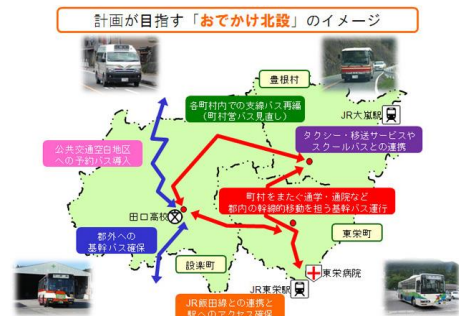 計画が目指す「おでかけ北設」のイメージ
豊根村
各町村内での支線バス再編
(町村営バス見直し)
JR大嵐駅
タクシー・移送サービスや
スクールバスとの連携
公共交通空白地区
への予約バス導入
町村をまたぐ通学・通院など
郡内の幹線的移動を担う基幹バス運行
田口高校
郡外への
基幹バス確保
東栄町
設楽町
東栄病院
JR東栄駅
JR飯田線との連携と
駅へのアクセス確保